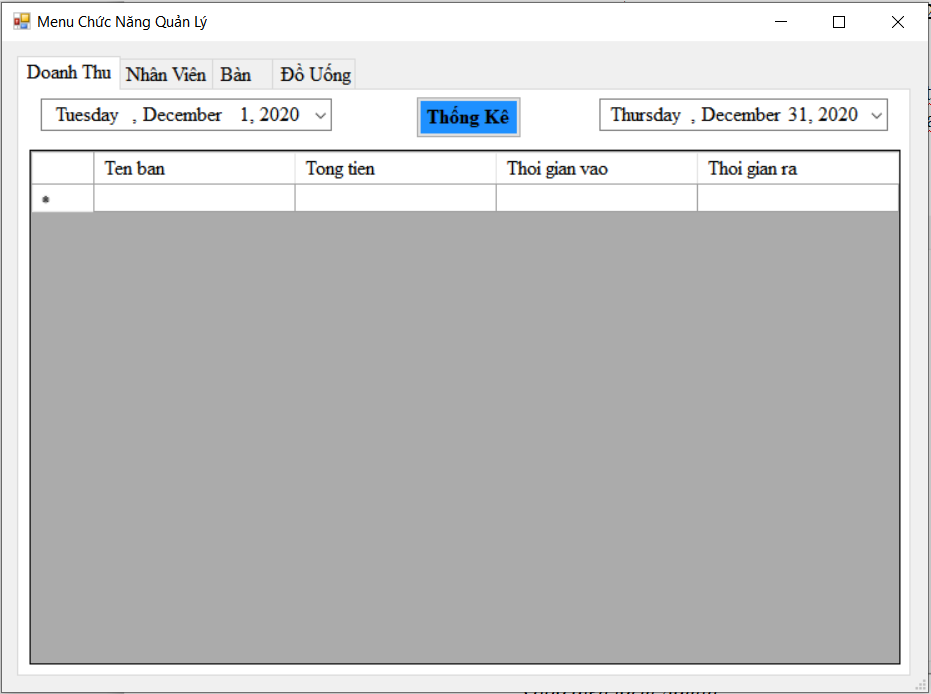 Menu Chức Năng Quản Lý
Doanh Thu Nhân Viên Bàn Đồ Uống
Tuesday , December 1, 2020 Thống Kê Thursday , December 31, 2020
Ten ban Tong tien Thoi gian vao Thoi gian ra